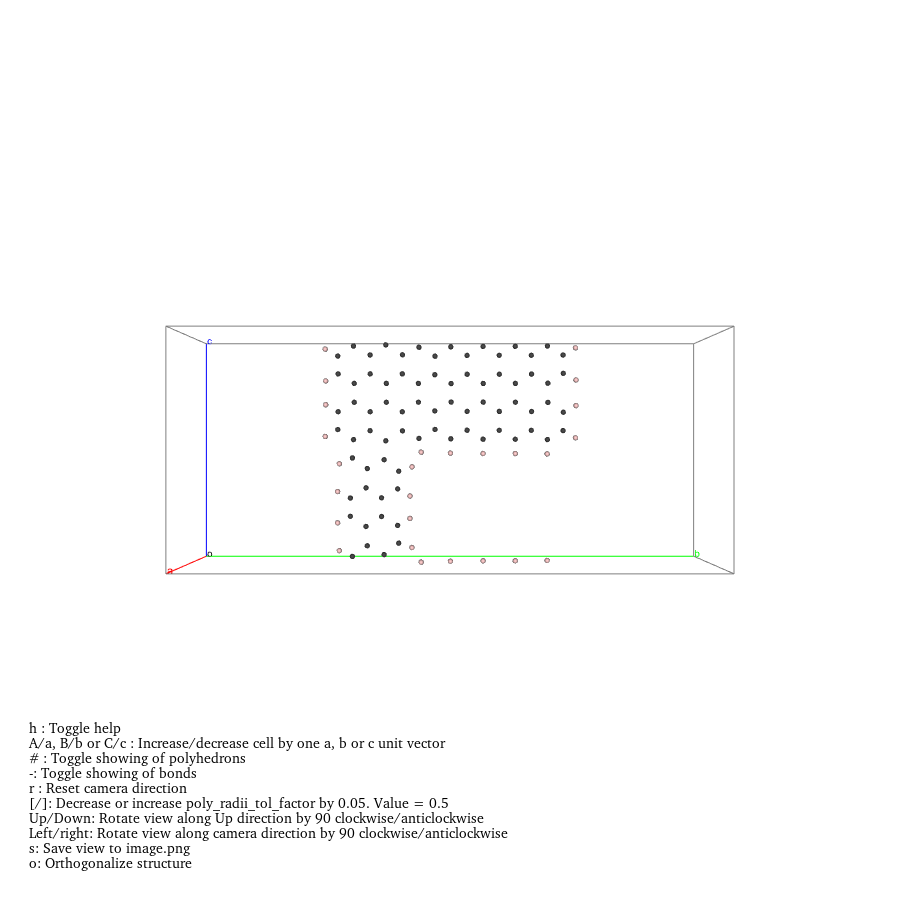 c
o
b
a
h : Toggle help
A/a, B/b or C/c : Increase/decrease cell by one a, b or c unit vector
# : Toggle showing of polyhedrons
-: Toggle showing of bonds
r : Reset camera direction
[/]: Decrease or increase poly_radii_tol_factor by 0.05. Value = 0.5
Up/Down: Rotate view along Up direction by 90 clockwise/anticlockwise
Left/right: Rotate view along camera direction by 90 clockwise/anticlockwise
s: Save view to image.png
o: Orthogonalize structure